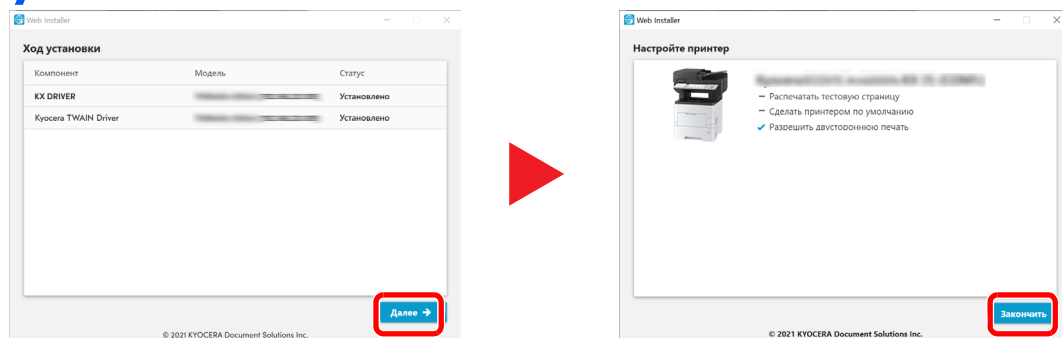 Web Installer
Ход установки
Компонент Модель Статус
KX DRIVER Установлено
Kyocera TWAIN Driver Установлено
Далее →
© 2021 KYOCERA Document Solutions Inc.
Web Installer
Настройте принтер
– Распечатать тестовую страницу
– Сделать принтером по умолчанию
✓ Разрешить двустороннюю печать
Закончить
© 2021 KYOCERA Document Solutions Inc.